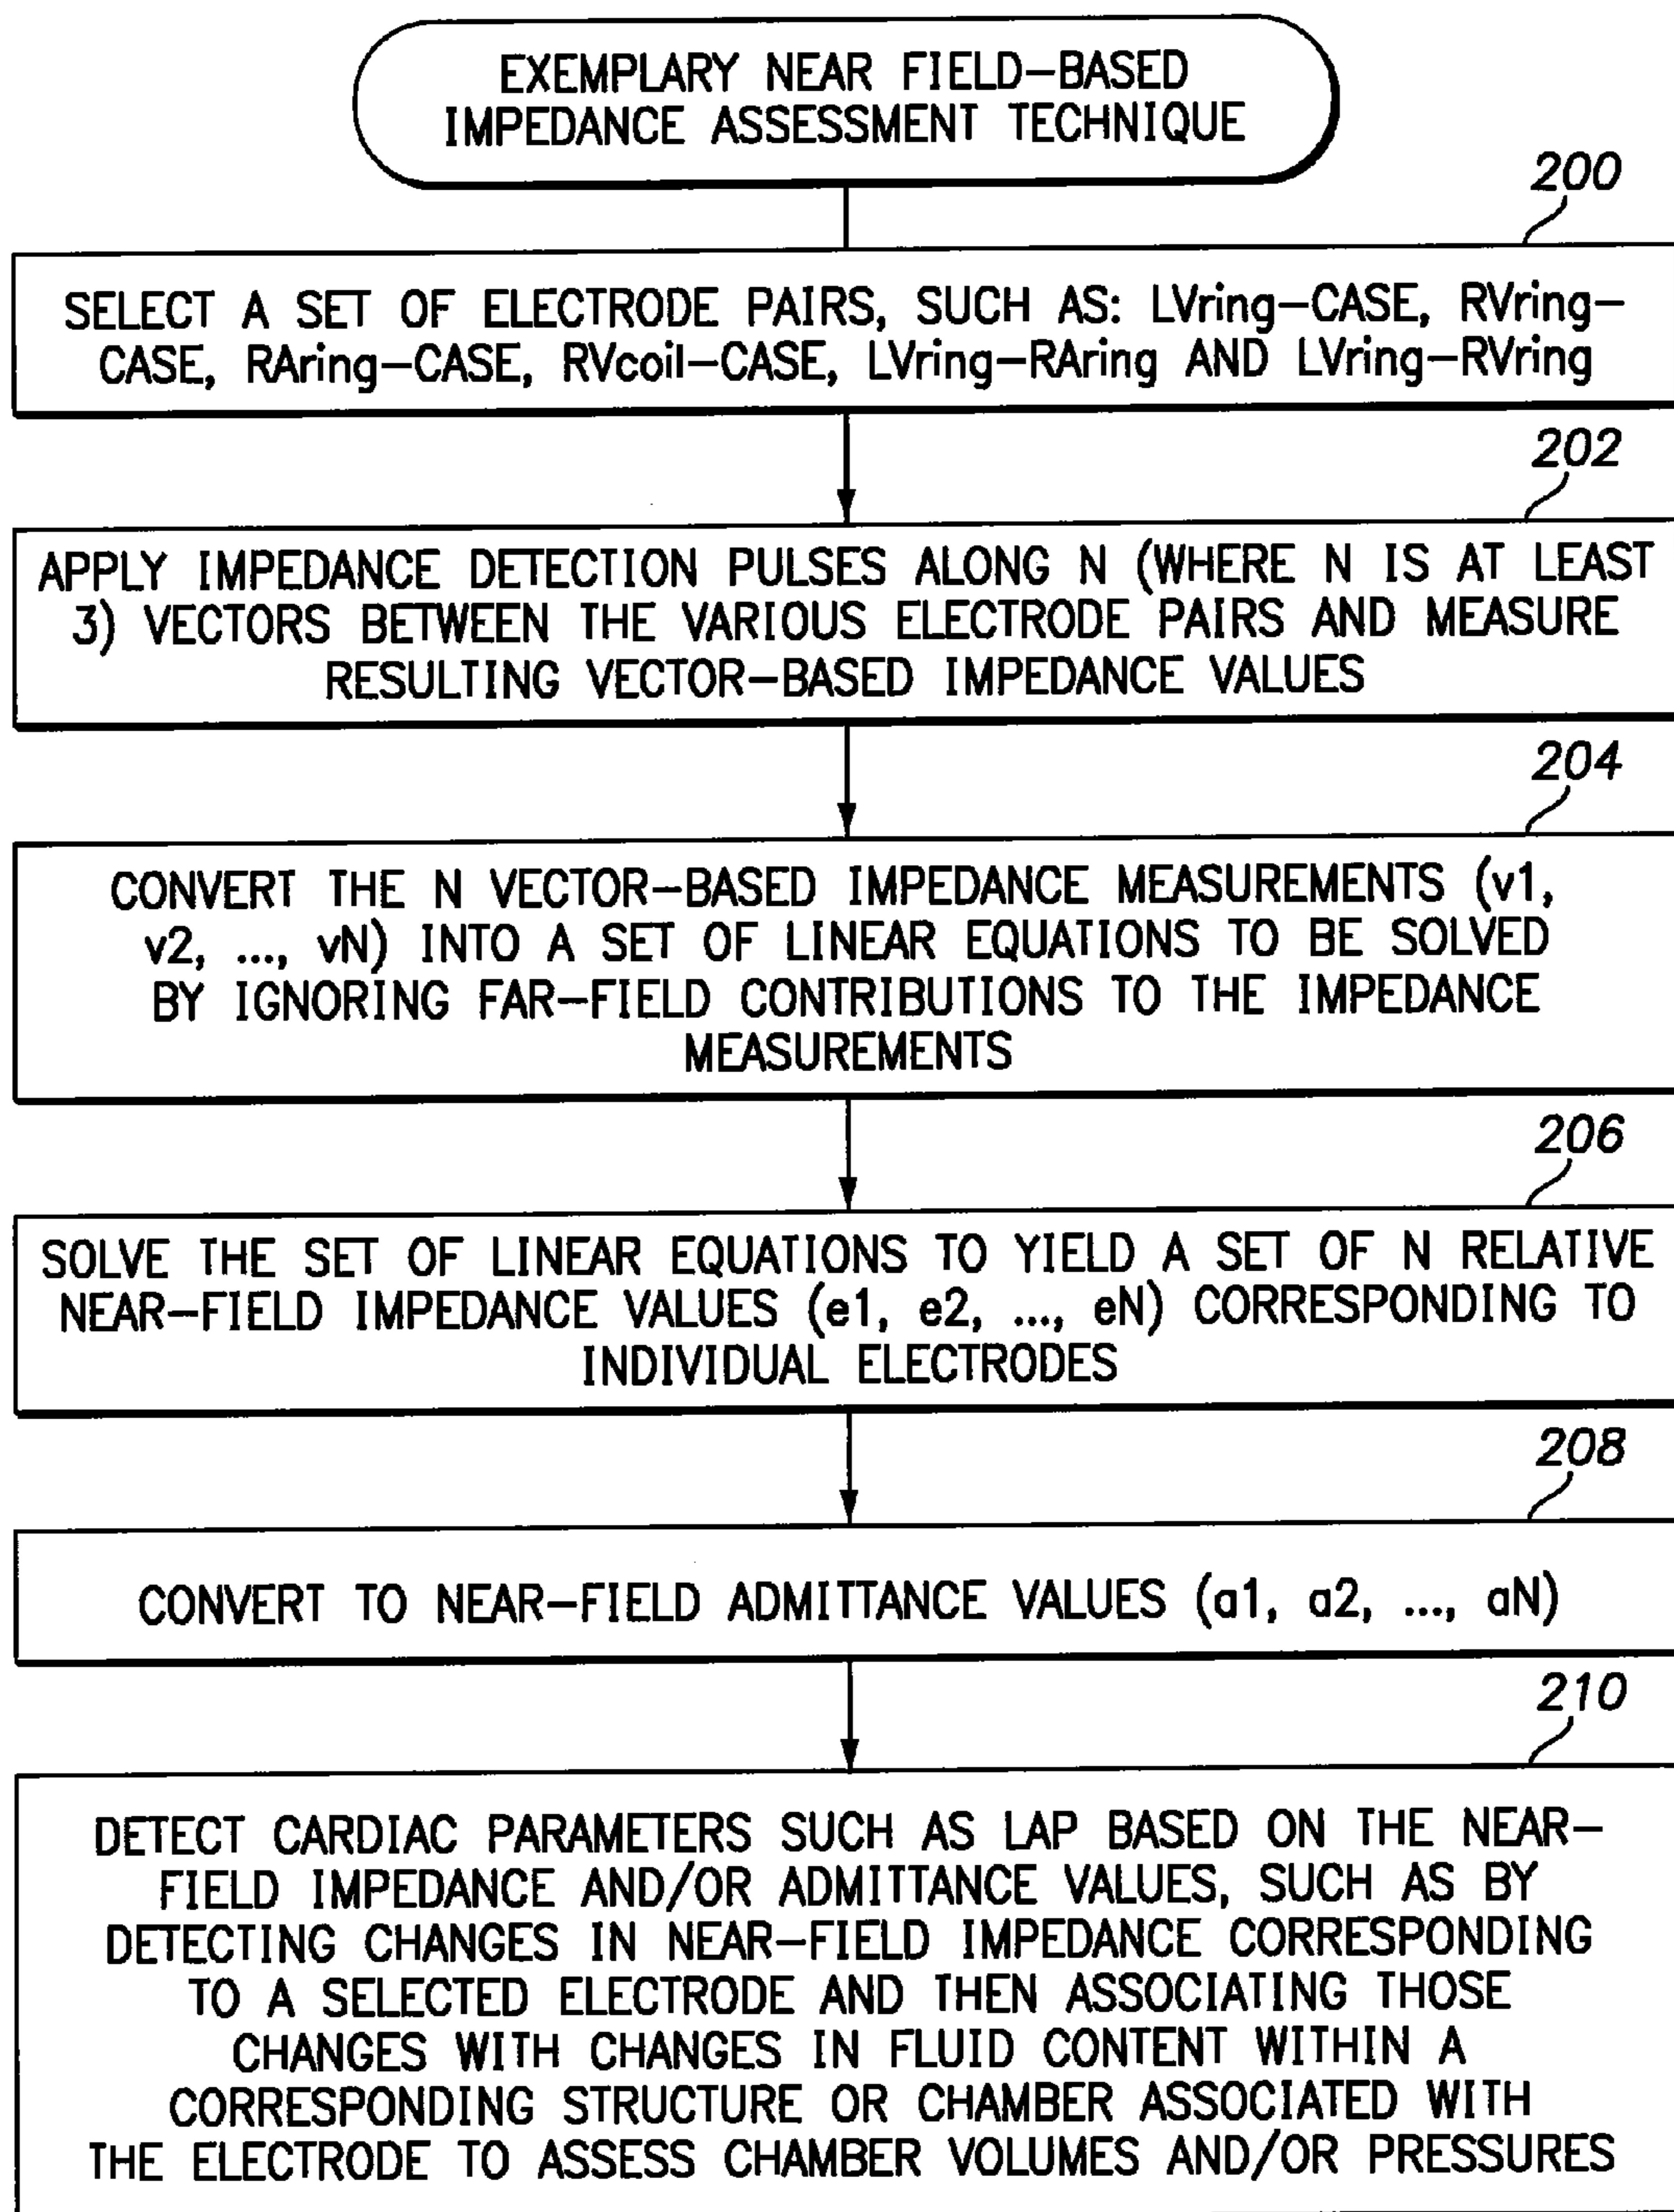 EXEMPLARY NEAR FIELD-BASED
IMPEDANCE ASSESSMENT TECHNIQUE
200
SELECT A SET OF ELECTRODE PAIRS, SUCH AS: LVring-CASE, RVring-
CASE, RAring-CASE, RVcoil-CASE, LVring-RAring AND LVring-RVring
202
APPLY IMPEDANCE DETECTION PULSES ALONG N (WHERE N IS AT LEAST
3) VECTORS BETWEEN THE VARIOUS ELECTRODE PAIRS AND MEASURE
RESULTING VECTOR-BASED IMPEDANCE VALUES
204
CONVERT THE N VECTOR-BASED IMPEDANCE MEASUREMENTS (v1,
v2, ..., vN) INTO A SET OF LINEAR EQUATIONS TO BE SOLVED
BY IGNORING FAR-FIELD CONTRIBUTIONS TO THE IMPEDANCE
MEASUREMENTS
206
SOLVE THE SET OF LINEAR EQUATIONS TO YIELD A SET OF N RELATIVE
NEAR-FIELD IMPEDANCE VALUES (e1, e2, ..., eN) CORRESPONDING TO
INDIVIDUAL ELECTRODES
208
CONVERT TO NEAR-FIELD ADMITTANCE VALUES (a1, a2, ..., aN)
210
DETECT CARDIAC PARAMETERS SUCH AS LAP BASED ON THE NEAR-
FIELD IMPEDANCE AND/OR ADMITTANCE VALUES, SUCH AS BY
DETECTING CHANGES IN NEAR-FIELD IMPEDANCE CORRESPONDING
TO A SELECTED ELECTRODE AND THEN ASSOCIATING THOSE
CHANGES WITH CHANGES IN FLUID CONTENT WITHIN A
CORRESPONDING STRUCTURE OR CHAMBER ASSOCIATED WITH
THE ELECTRODE TO ASSESS CHAMBER VOLUMES AND/OR PRESSURES